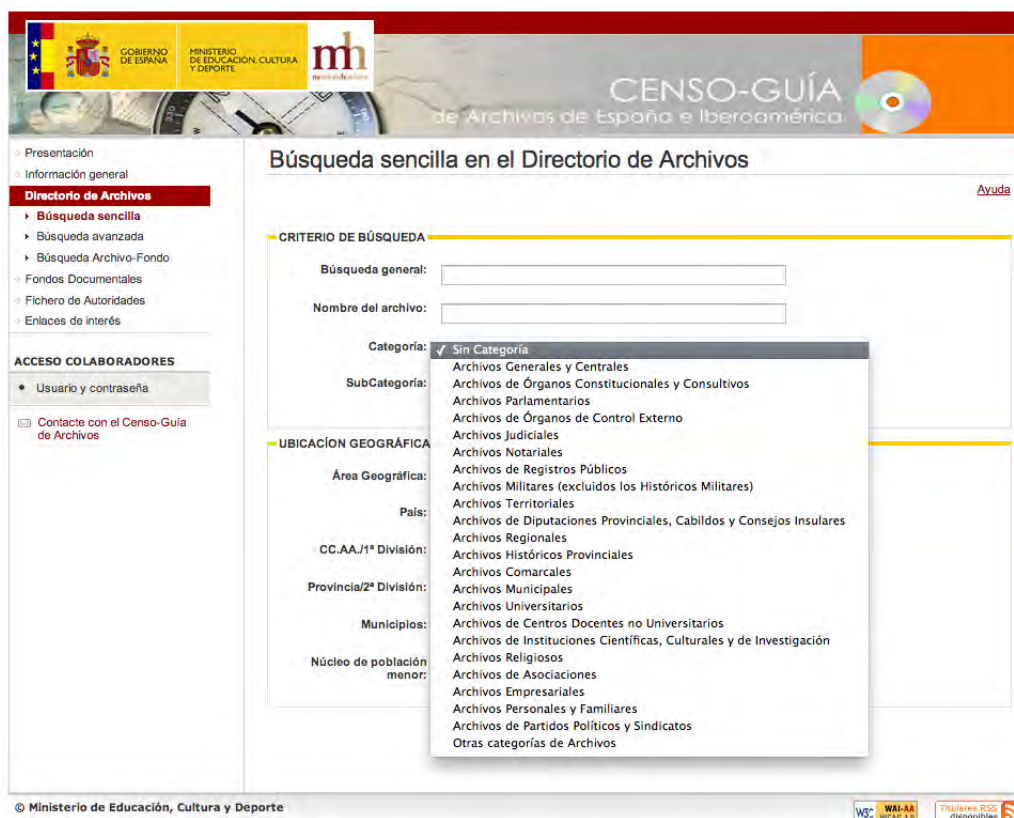 GOBIERNO
DE ESPAÑA
MINISTERIO
DE EDUCACIÓN, CULTURA
Y DEPORTE
mh
CENSO-GUÍA
de Archivos de España e Iberoamérica
Presentación
Información general
Directorio de Archivos
Búsqueda sencilla
Búsqueda avanzada
Búsqueda Archivo-Fondo
Fondos Documentales
Fichero de Autoridades
Enlaces de interés
ACCESO COLABORADORES
Usuario y contraseña
Contacte con el Censo-Guía
de Archivos
Búsqueda sencilla en el Directorio de Archivos
Ayuda
CRITERIO DE BÚSQUEDA
Búsqueda general:
Nombre del archivo:
Categoría:
SubCategoría:
✓ Sin Categoría
Archivos Generales y Centrales
Archivos de Órganos Constitucionales y Consultivos
Archivos Parlamentarios
Archivos de Órganos de Control Externo
Archivos Judiciales
Archivos Notariales
Archivos de Registros Públicos
Archivos Militares (excluidos los Históricos Militares)
Archivos Territoriales
Archivos de Diputaciones Provinciales, Cabildos y Consejos Insulares
Archivos Regionales
Archivos Históricos Provinciales
Archivos Comarcales
Archivos Municipales
Archivos Universitarios
Archivos de Centros Docentes no Universitarios
Archivos de Instituciones Científicas, Culturales y de Investigación
Archivos Religiosos
Archivos de Asociaciones
Archivos Empresariales
Archivos Personales y Familiares
Archivos de Partidos Políticos y Sindicatos
Otras categorías de Archivos
UBICACÍON GEOGRÁFICA
Área Geográfica:
País:
CC.AA./1ª División:
Provincia/2ª División:
Municipios:
Núcleo de población
menor:
© Ministerio de Educación, Cultura y Deporte
W3C WAI-AA
WCAG 1.0
Titulares RSS
disponibles